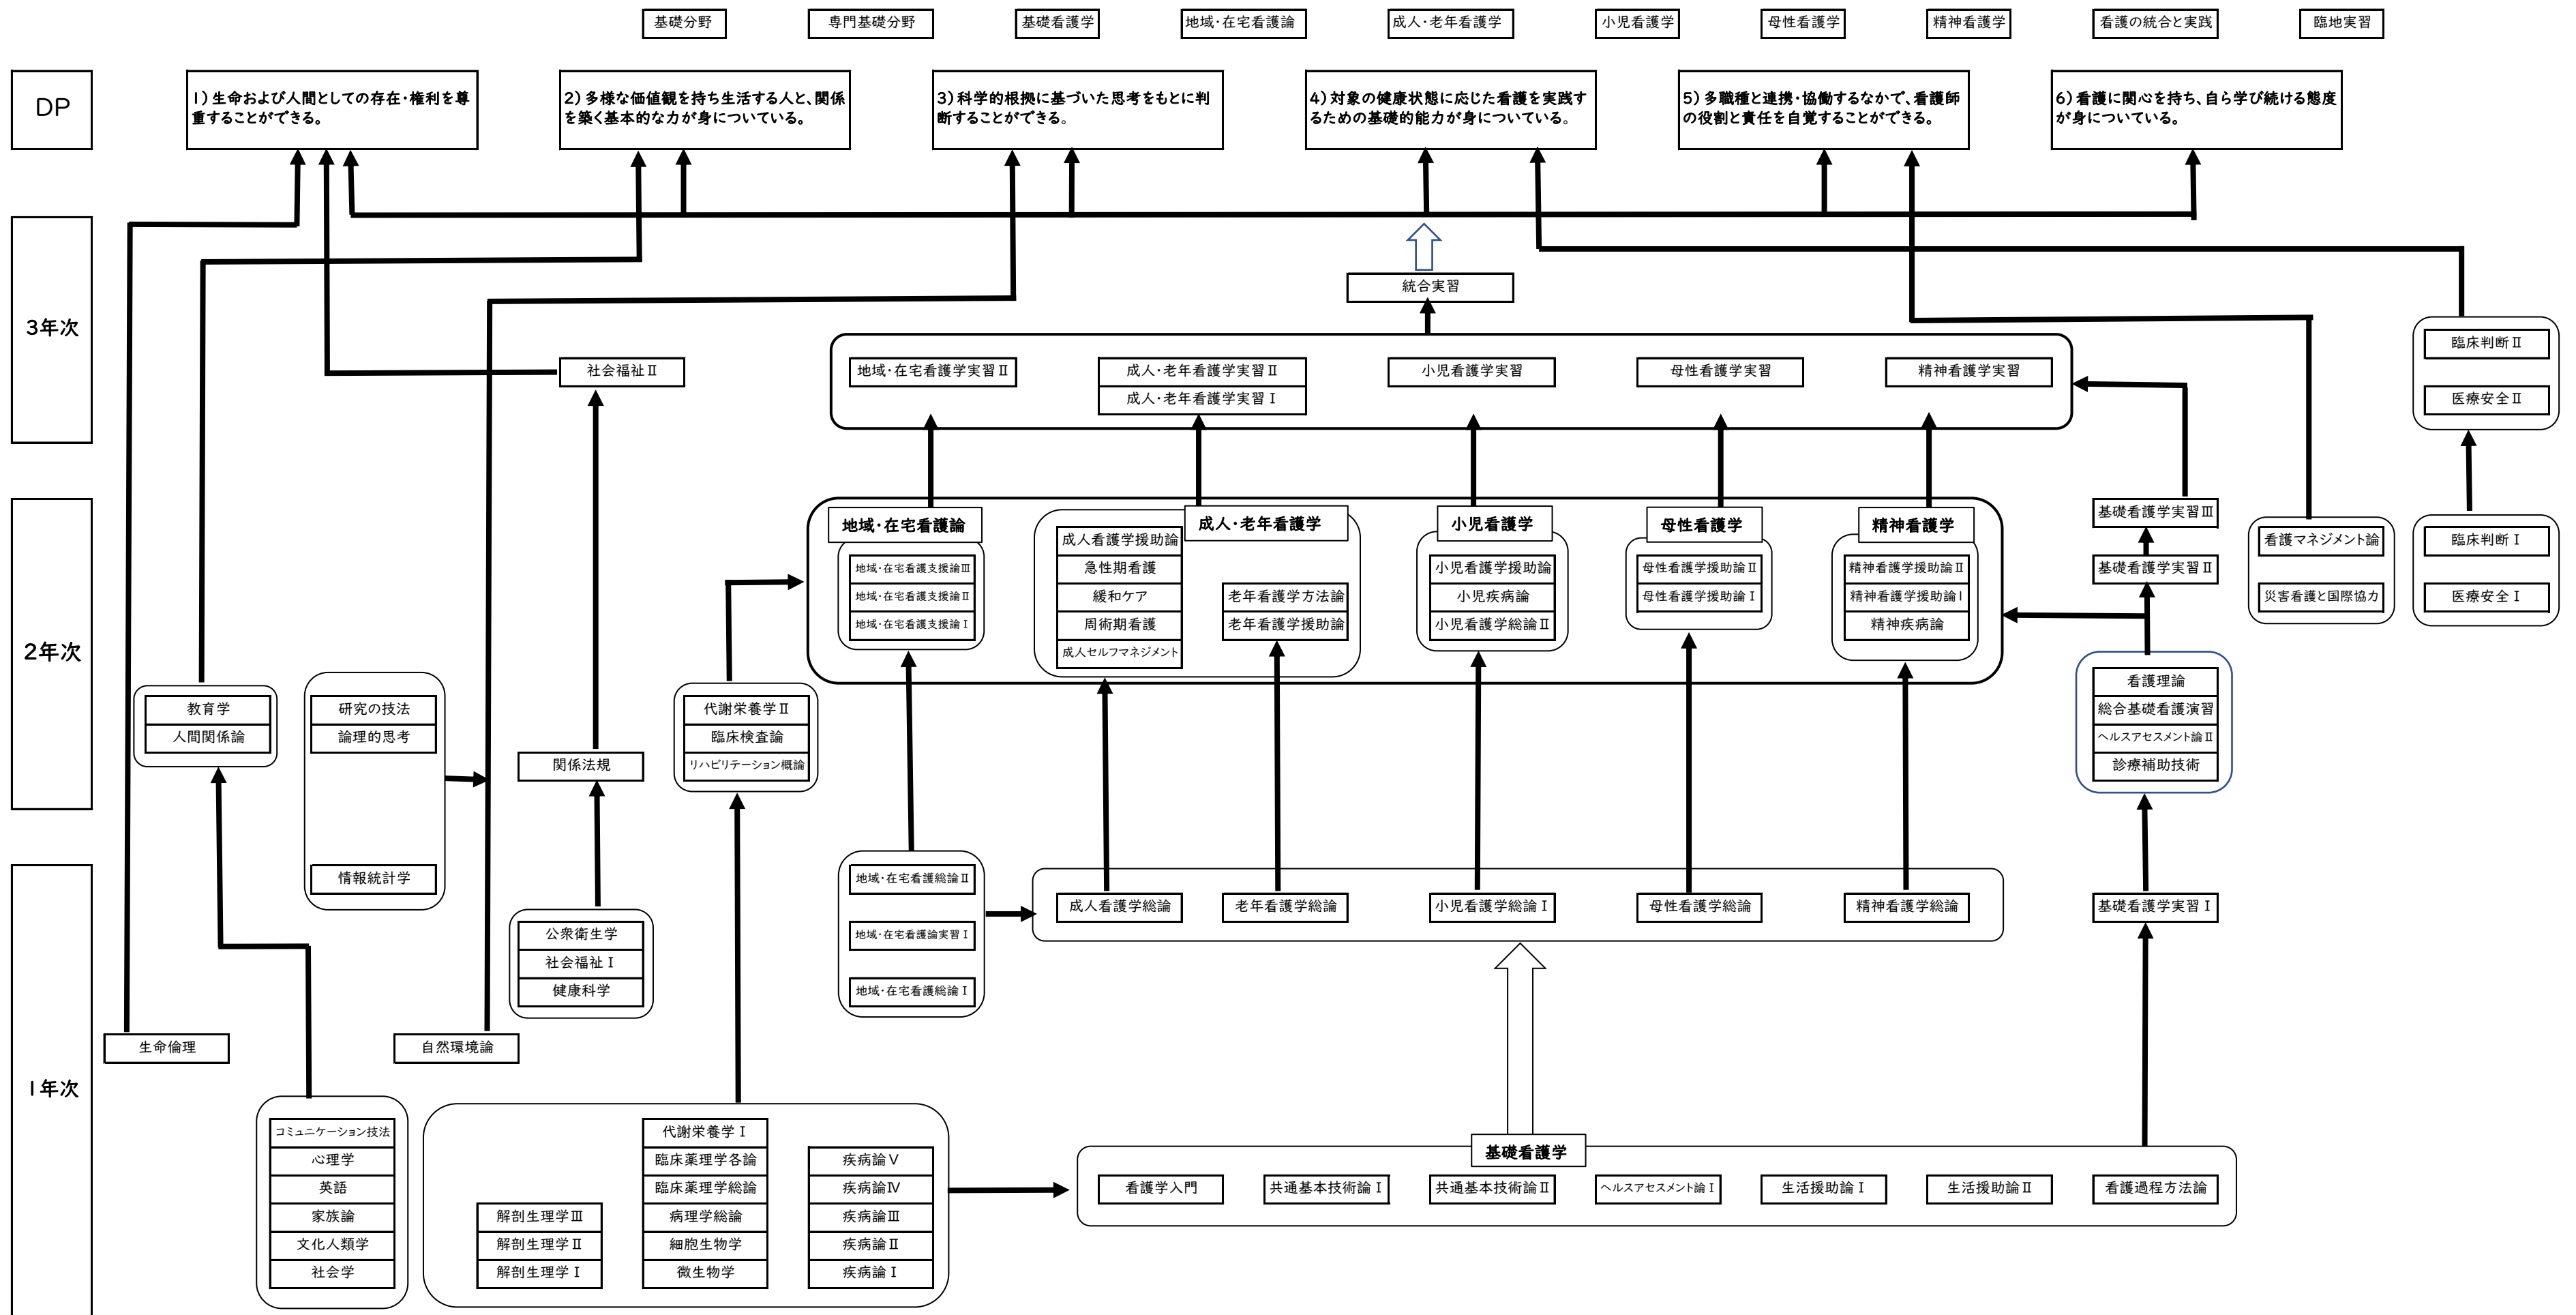 基礎分野
専門基礎分野
基礎看護学
地域･在宅看護論
成人･老年看護学
小児看護学
母性看護学
精神看護学
看護の統合と実践
臨地実習
DP
1）生命および人間としての存在･権利を尊
重することができる。
2）多様な価値観を持ち生活する人と、関係
を築く基本的な力が身についている。
3）科学的根拠に基づいた思考をもとに判
断することができる。
4）対象の健康状態に応じた看護を実践す
るための基礎的能力が身についている。
5）多職種と連携･協働するなかで、看護師
の役割と責任を自覚することができる。
6）看護に関心を持ち、自ら学び続ける態度
が身についている。
3年次
統合実習
社会福祉Ⅱ
地域･在宅看護学実習Ⅱ
成人･老年看護学実習Ⅱ
成人･老年看護学実習Ⅰ
小児看護学実習
母性看護学実習
精神看護学実習
臨床判断Ⅱ
医療安全Ⅱ
2年次
地域･在宅看護論
地域･在宅看護支援論Ⅲ
地域･在宅看護支援論Ⅱ
地域･在宅看護支援論Ⅰ
成人･老年看護学
成人看護学援助論
急性期看護
緩和ケア
周術期看護
成人セルフマネジメント
老年看護学方法論
老年看護学援助論
小児看護学
小児看護学援助論
小児疾病論
小児看護学総論Ⅱ
母性看護学
母性看護学援助論Ⅱ
母性看護学援助論Ⅰ
精神看護学
精神看護学援助論Ⅱ
精神看護学援助論Ⅰ
精神疾病論
基礎看護学実習Ⅲ
基礎看護学実習Ⅱ
看護マネジメント論
災害看護と国際協力
臨床判断Ⅰ
医療安全Ⅰ
教育学
人間関係論
研究の技法
論理的思考
情報統計学
関係法規
代謝栄養学Ⅱ
臨床検査論
リハビリテーション概論
看護理論
総合基礎看護演習
ヘルスアセスメント論Ⅱ
診療補助技術
1年次
公衆衛生学
社会福祉Ⅰ
健康科学
地域･在宅看護総論Ⅱ
地域･在宅看護論実習Ⅰ
地域･在宅看護総論Ⅰ
成人看護学総論
老年看護学総論
小児看護学総論Ⅰ
母性看護学総論
精神看護学総論
基礎看護学実習Ⅰ
生命倫理
自然環境論
コミュニケーション技法
心理学
英語
家族論
文化人類学
社会学
解剖生理学Ⅲ
解剖生理学Ⅱ
解剖生理学Ⅰ
代謝栄養学Ⅰ
臨床薬理学各論
臨床薬理学総論
病理学総論
細胞生物学
微生物学
疾病論Ⅴ
疾病論Ⅳ
疾病論Ⅲ
疾病論Ⅱ
疾病論Ⅰ
基礎看護学
看護学入門
共通基本技術論Ⅰ
共通基本技術論Ⅱ
ヘルスアセスメント論Ⅰ
生活援助論Ⅰ
生活援助論Ⅱ
看護過程方法論